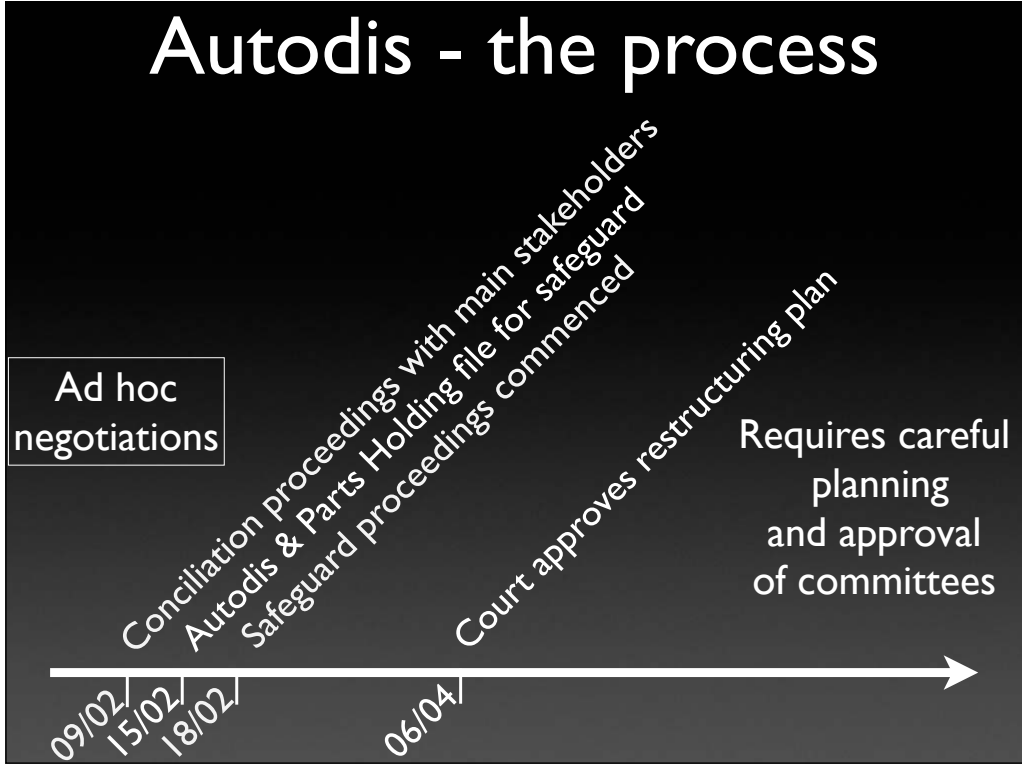 Autodis - the process
Conciliation proceedings with main stakeholders
Autodis & Parts Holding file for safeguard
Safeguard proceedings commenced
Court approves restructuring plan
Ad hoc
negotiations
Requires careful
planning
and approval
of committees
09/02/
15/02/
18/02/
06/04/